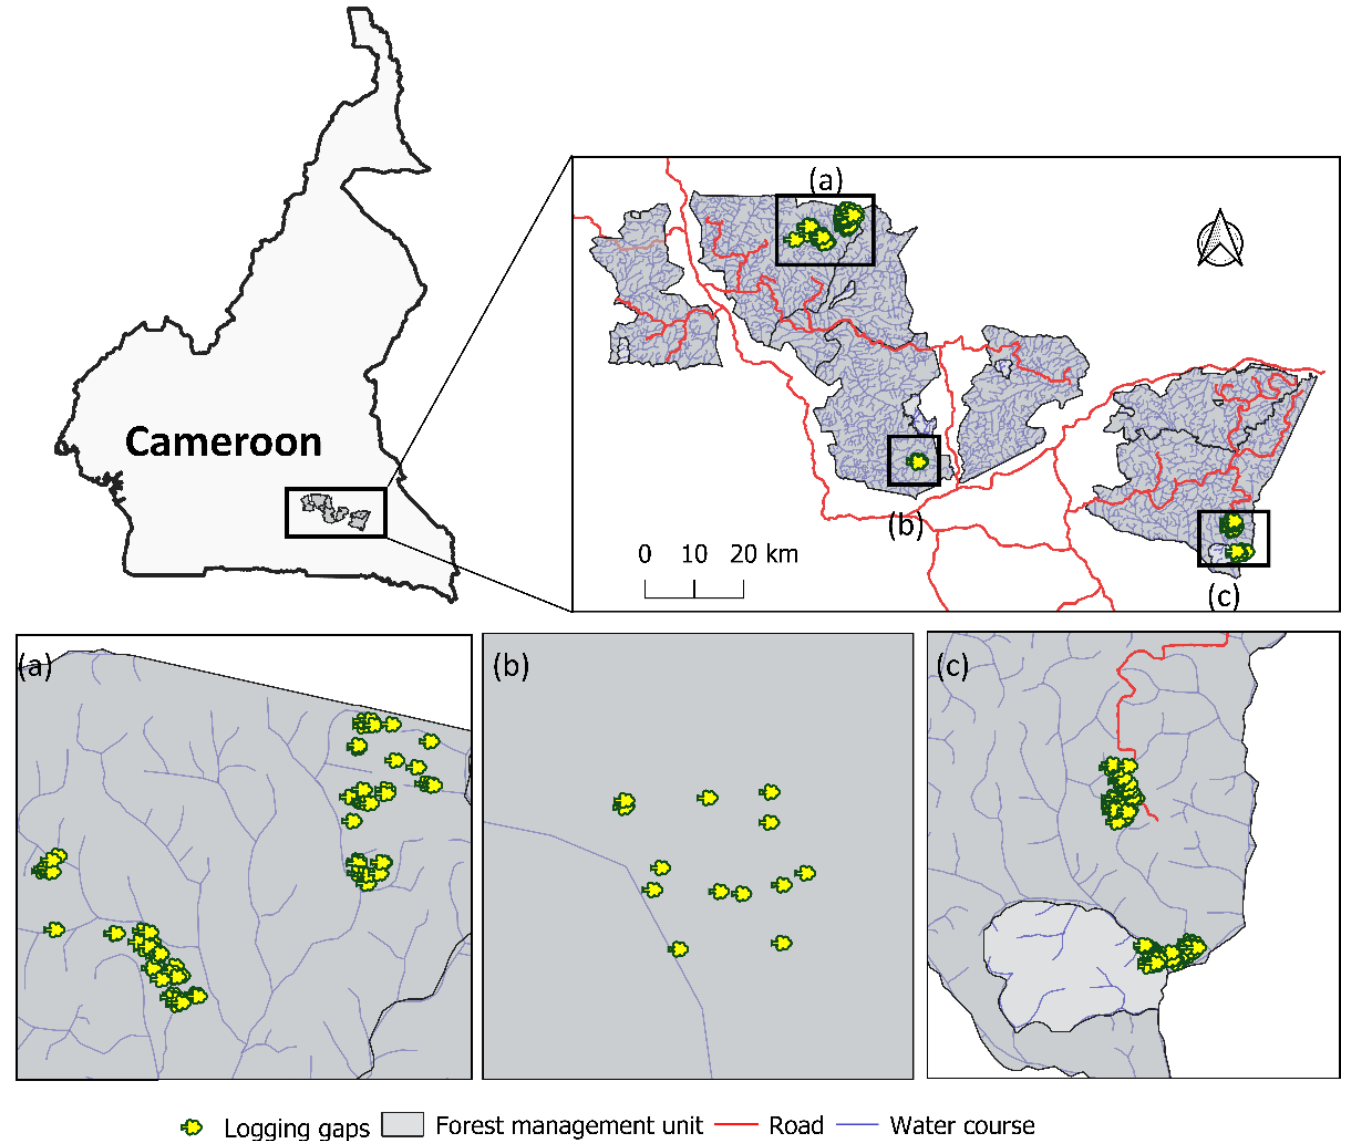 Cameroon
(a)
(b)
(c)
0 10 20 km
(a)
(b)
(c)
Logging gaps Forest management unit Road Water course